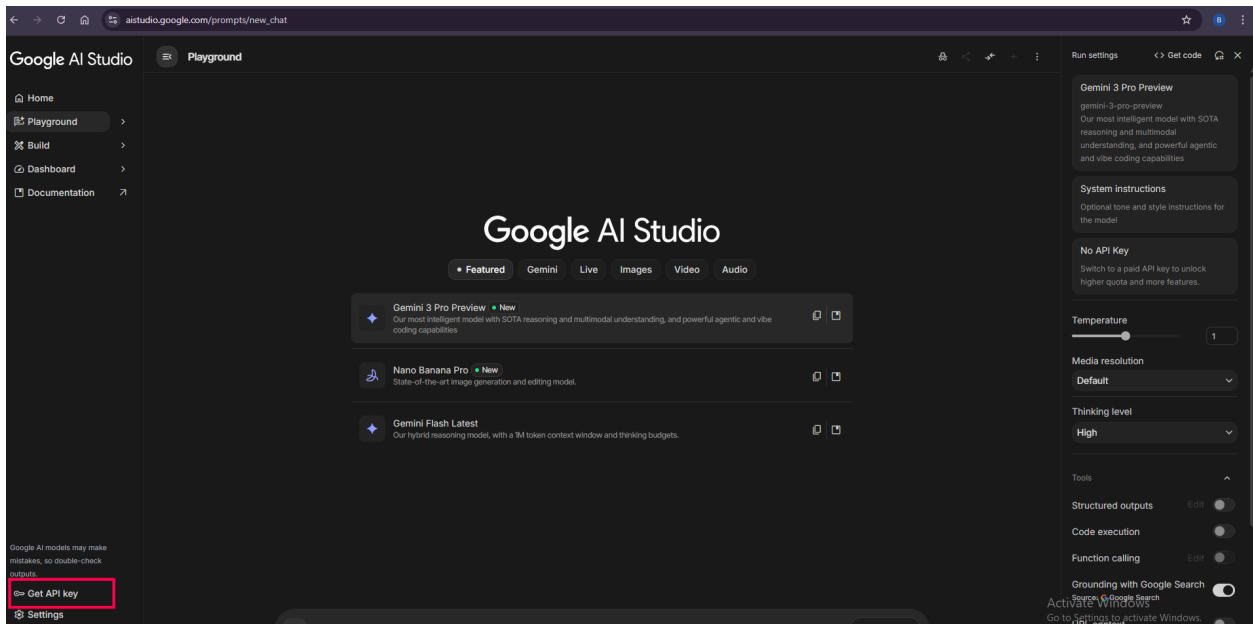 aistudio.google.com/prompts/new_chat
B
Google AI Studio
Home
Playground
Build
Dashboard
Documentation
Google AI models may make
mistakes, so double-check
outputs.
Get API key
Settings
Playground
Google AI Studio
Featured
Gemini
Live
Images
Video
Audio
Gemini 3 Pro Preview New
Our most intelligent model with SOTA reasoning and multimodal understanding, and powerful agentic and vibe
coding capabilities
Nano Banana Pro New
State-of-the-art image generation and editing model.
Gemini Flash Latest
Our hybrid reasoning model, with a 1M token context window and thinking budgets.
Run settings
<> Get code
Gemini 3 Pro Preview
gemini-3-pro-preview
Our most intelligent model with SOTA
reasoning and multimodal
understanding, and powerful agentic
and vibe coding capabilities
System instructions
Optional tone and style instructions for
the model
No API Key
Switch to a paid API key to unlock
higher quota and more features.
Temperature
1
Media resolution
Default
Thinking level
High
Tools
Structured outputs Edit
Code execution
Function calling Edit
Grounding with Google Search
Source: Google Search
URL context
Activate Windows
Go to Settings to activate Windows.